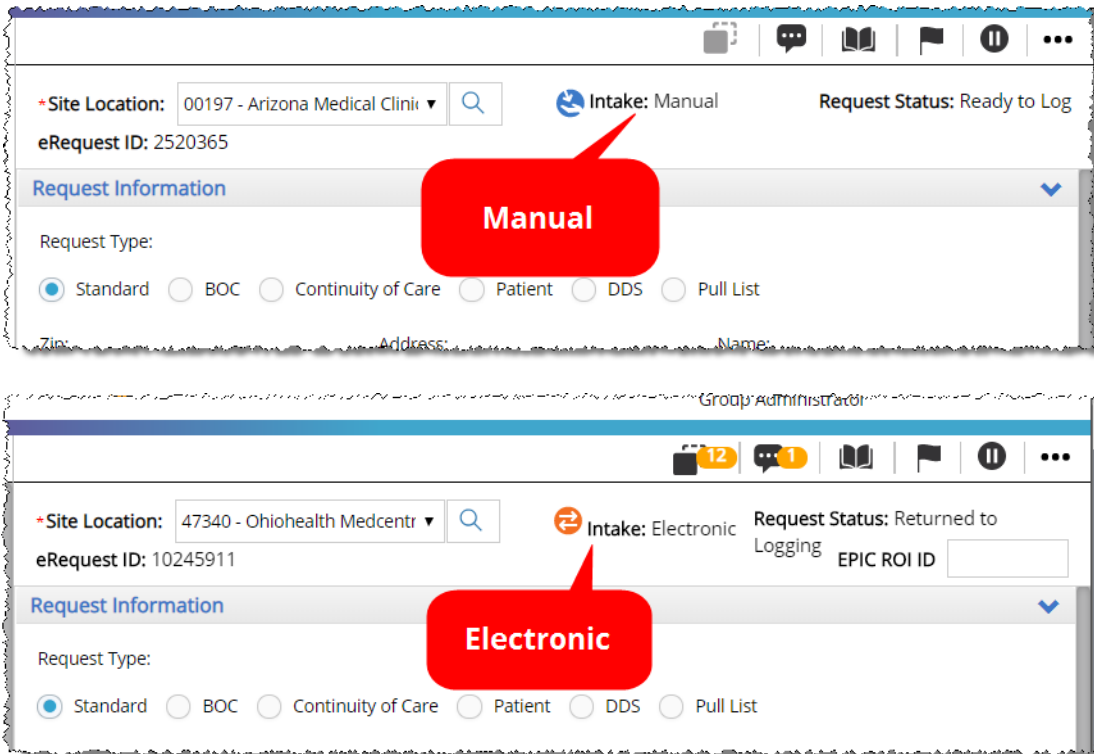 *Site Location: 00197 - Arizona Medical Clinic ▼ Intake: Manual Request Status: Ready to Log
eRequest ID: 2520365
Request Information
Manual
Request Type:
Standard BOC Continuity of Care Patient DDS Pull List
Zip: Address: Name:
Group Administrator
12 1
*Site Location: 47340 - Ohiohealth Medcentr ▼ Intake: Electronic Request Status: Returned to
Logging
eRequest ID: 10245911 EPIC ROI ID
Request Information
Electronic
Request Type:
Standard BOC Continuity of Care Patient DDS Pull List